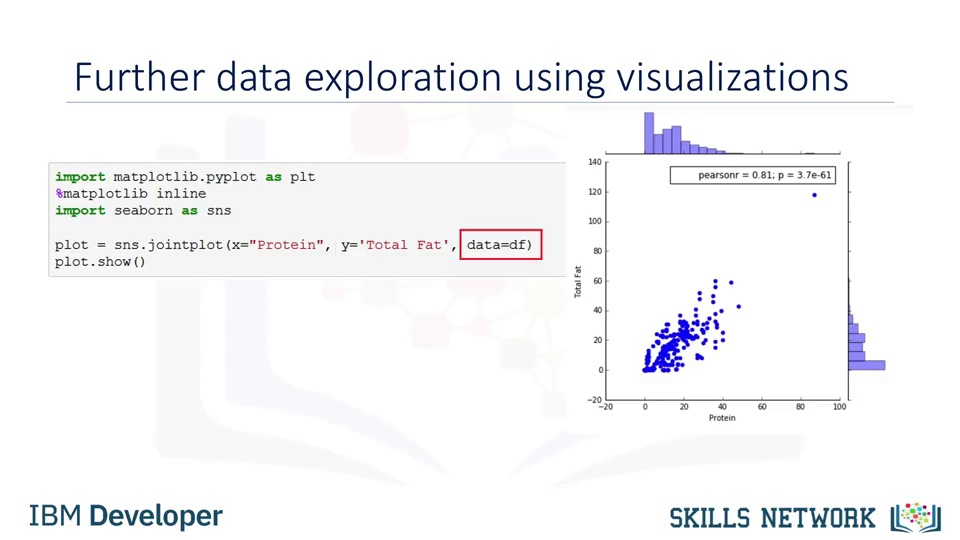 Further data exploration using visualizations
import matplotlib.pyplot as plt
%matplotlib inline
import seaborn as sns
plot = sns.jointplot(x="Protein", y='Total Fat', data=df)
plot.show()
pearsonr = 0.81; p = 3.7e-61
140
120
100
80
60
40
20
0
−20
Total Fat
−20 0 20 40 60 80 100
Protein
IBM Developer
SKILLS NETWORK